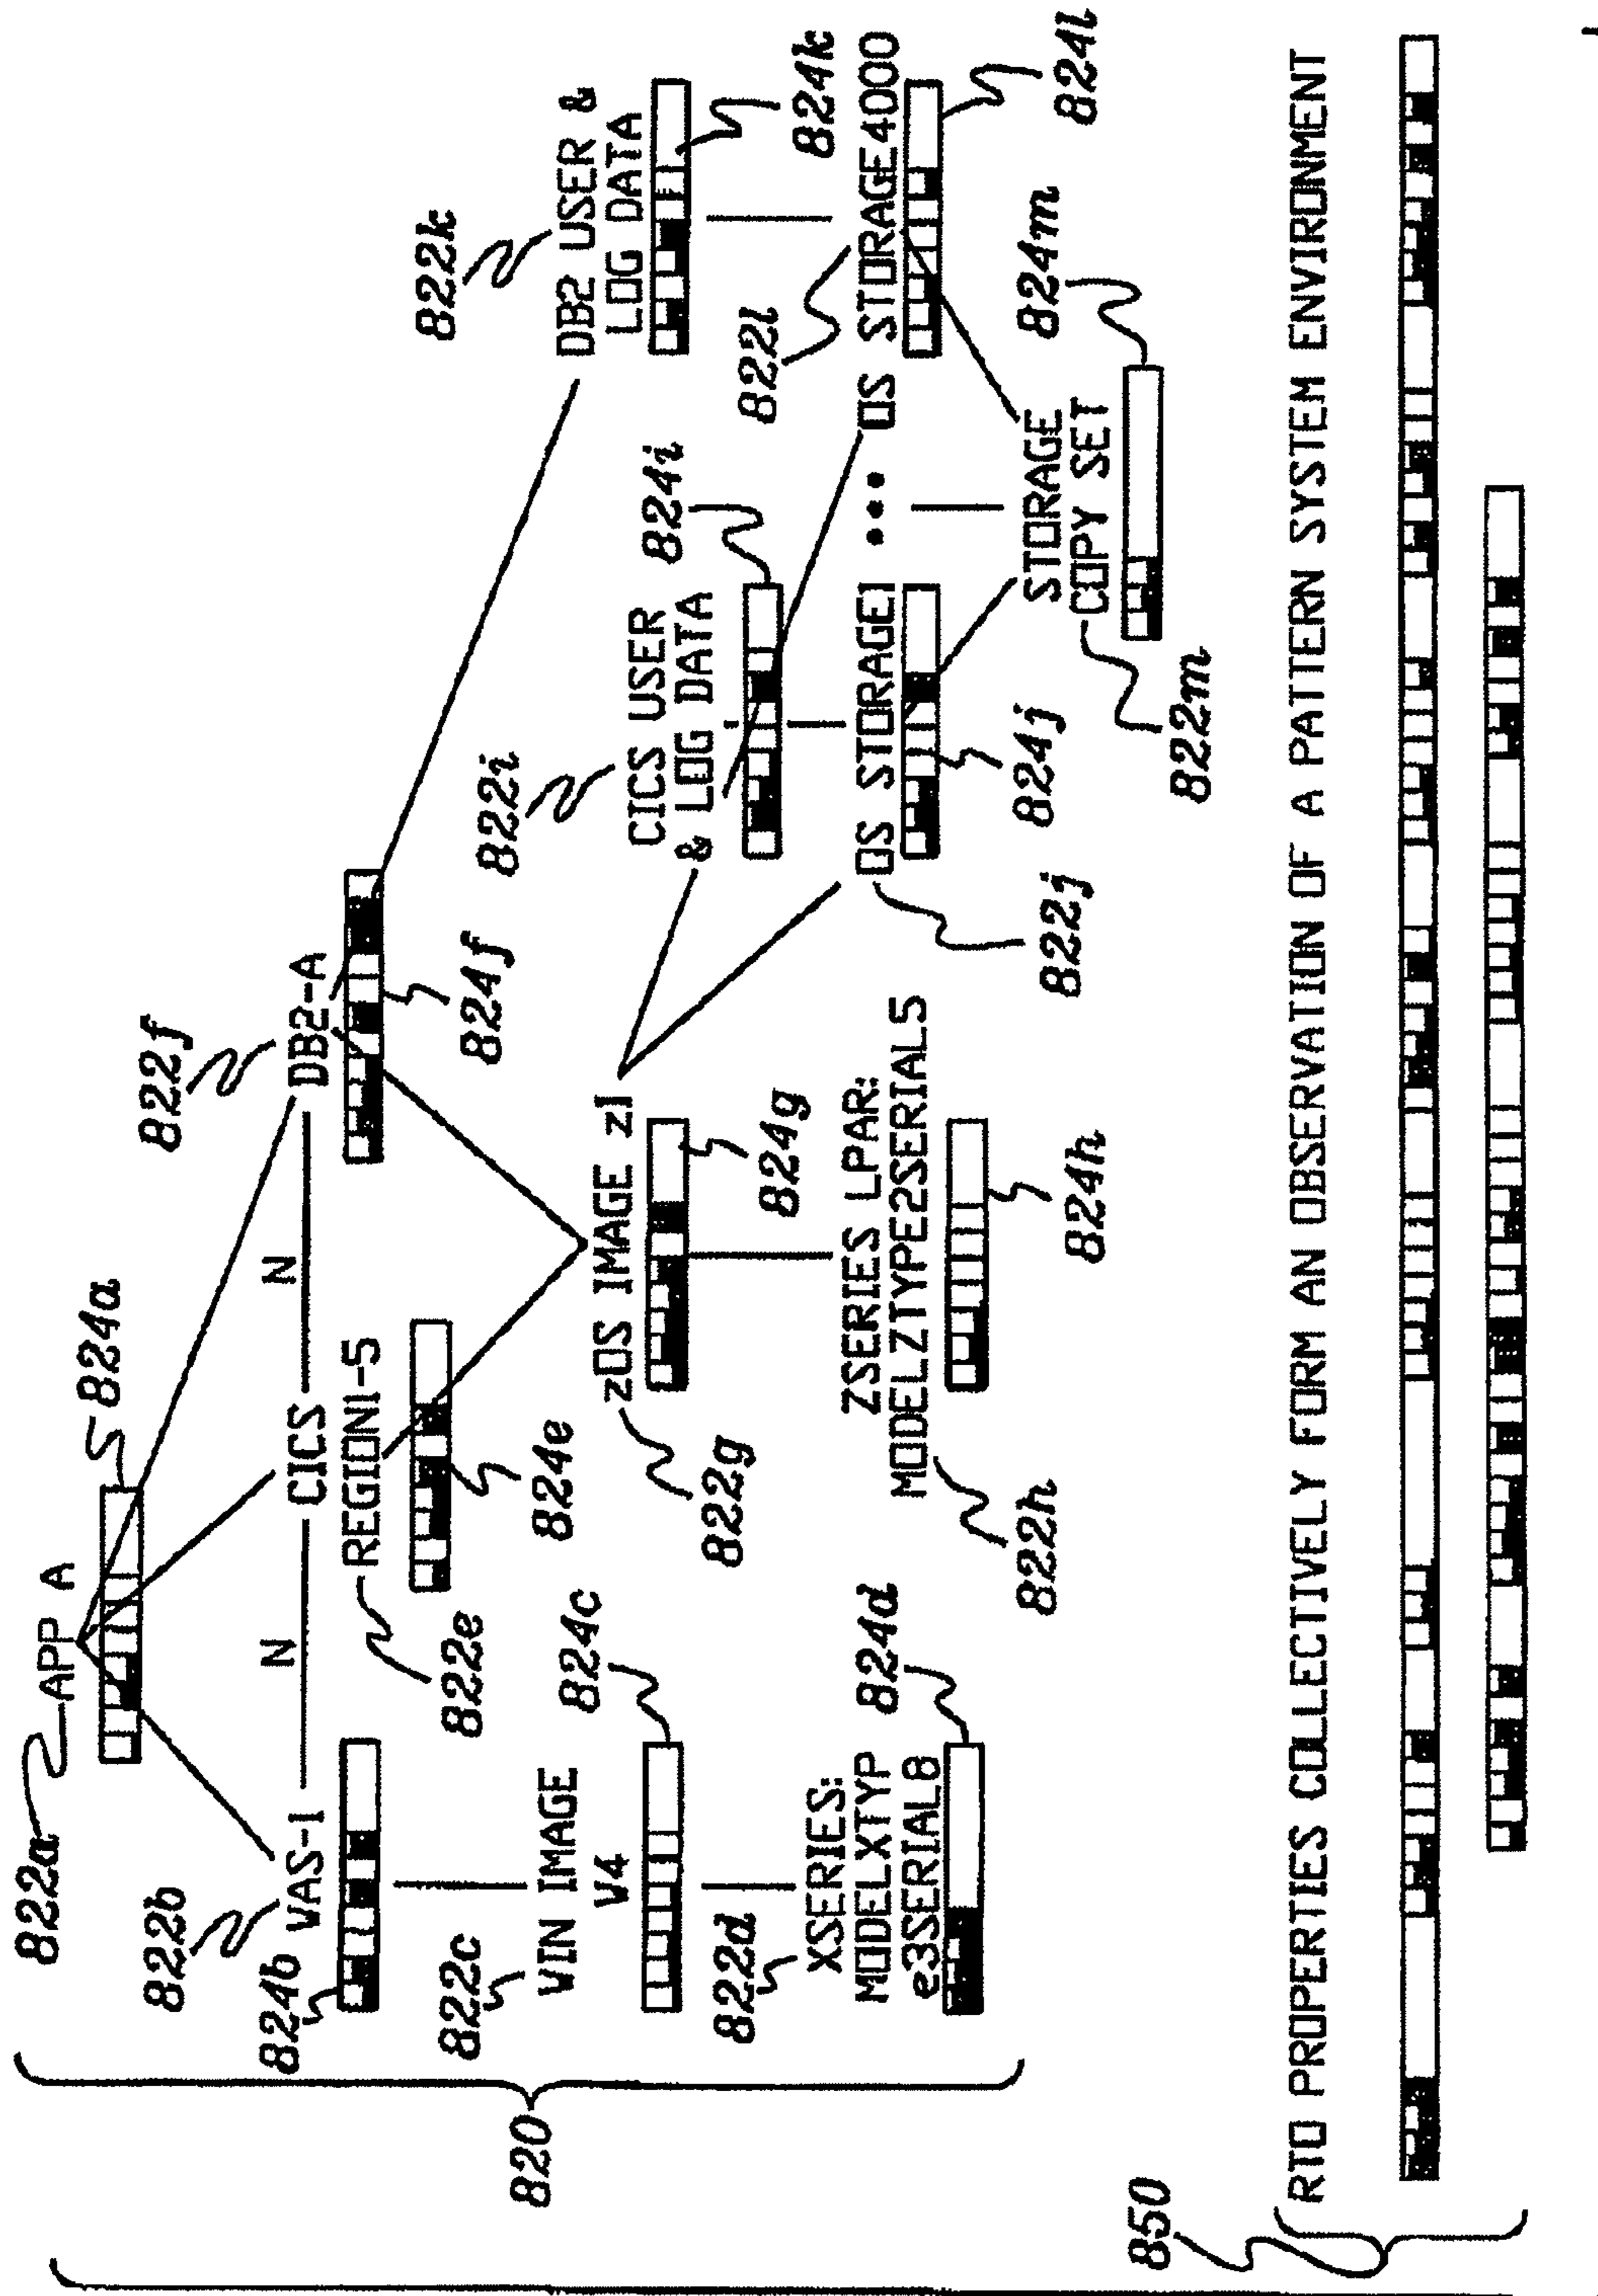 822a
APP A
824a
822b
WAS-1
N
CICS
N
822f
DB2-A
824b
REGION1-5
822e
824e
824f
822k
DB2 USER &
LOG DATA
824k
822c
WIN IMAGE
W4
824c
822g
zOS IMAGE z1
824g
822i
CICS USER
& LOG DATA
824i
822d
XSERIES:
MODELXTYP
e3SERIAL8
824d
ZSERIES LPAR:
MODELZTYPE2SERIAL5
822h
824h
822j
OS STORAGE1
824j
•••
822l
OS STORAGE4000
824l
822m
STORAGE
COPY SET
824m
820
850
RTO PROPERTIES COLLECTIVELY FORM AN OBSERVATION OF A PATTERN SYSTEM ENVIRONMENT